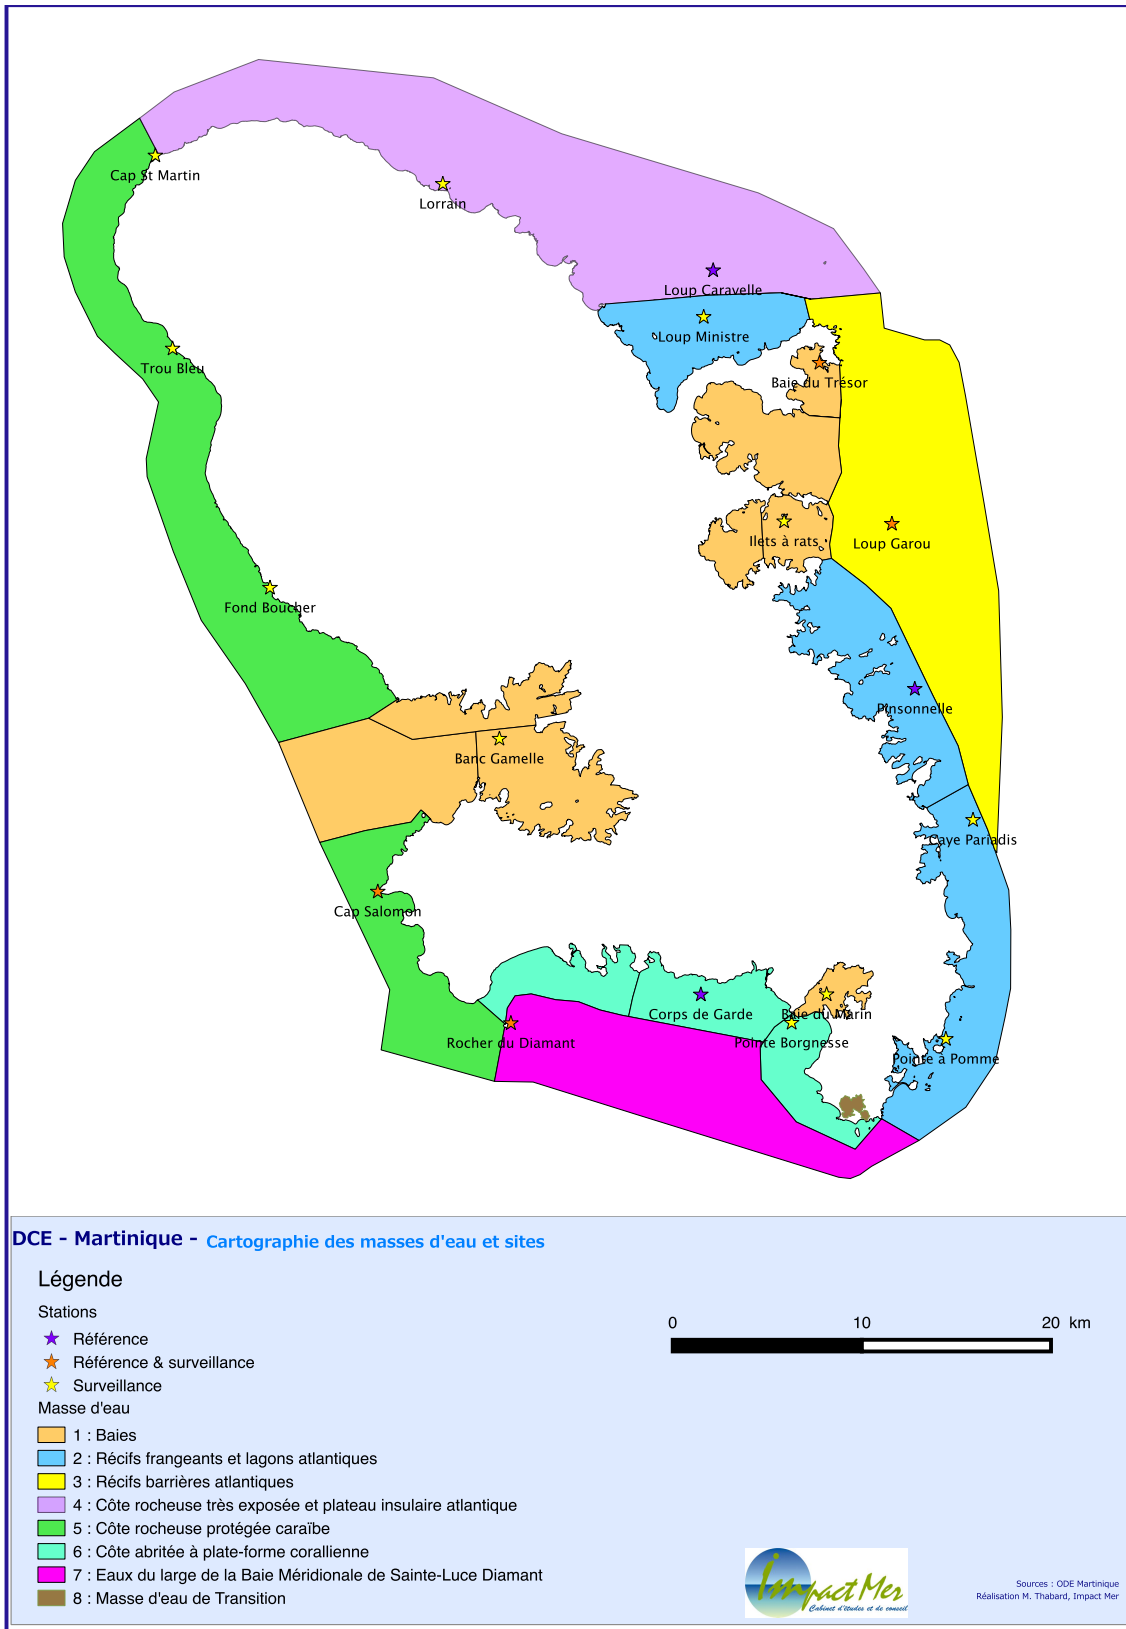 Cap St Martin
Lorrain
Loup Caravelle
Loup Ministre
Trou Bleu
Baie du Trésor
Ilets à rats
Loup Garou
Fond Boucher
Pinsonnelle
Banc Gamelle
Caye Pariadis
Cap Salomon
Corps de Garde
Baie du Marin
Rocher du Diamant
Pointe Borgnesse
Pointe à Pomme
DCE - Martinique - Cartographie des masses d'eau et sites
Légende
Stations
Référence
Référence & surveillance
Surveillance
Masse d'eau
1 : Baies
2 : Récifs frangeants et lagons atlantiques
3 : Récifs barrières atlantiques
4 : Côte rocheuse très exposée et plateau insulaire atlantique
5 : Côte rocheuse protégée caraïbe
6 : Côte abritée à plate-forme corallienne
7 : Eaux du large de la Baie Méridionale de Sainte-Luce Diamant
8 : Masse d'eau de Transition
0 10 20 km
Impact Mer
Cabinet d'études et de conseil
Sources : ODE Martinique
Réalisation M. Thabard, Impact Mer